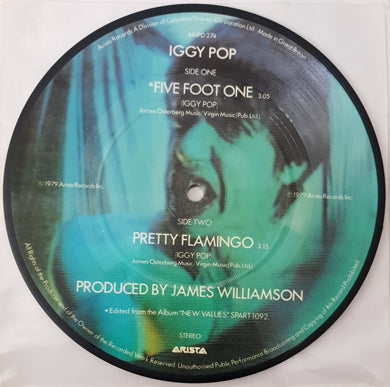 Arista Records A Division of Columbia Pictures Corporation Ltd. Made in Great Britain
ARIPD 274
IGGY POP
SIDE ONE
*FIVE FOOT ONE 3.05
(IGGY POP)
James Osterberg Music/Virgin Music (Pub. Ltd.)
℗ 1979 Arista Records Inc.
© 1979 Arista Records Inc.
SIDE TWO
PRETTY FLAMINGO 3.15
(IGGY POP)
James Osterberg Music/Virgin Music (Pub. Ltd.)
PRODUCED BY JAMES WILLIAMSON
*Edited from the Album "NEW VALUES" SPART 1092.
STEREO
ARISTA
All Rights of the Producer and of the Owner of the Recorded Work Reserved. Unauthorised Public Performance Broadcasting and Copying of this Record Prohibited.